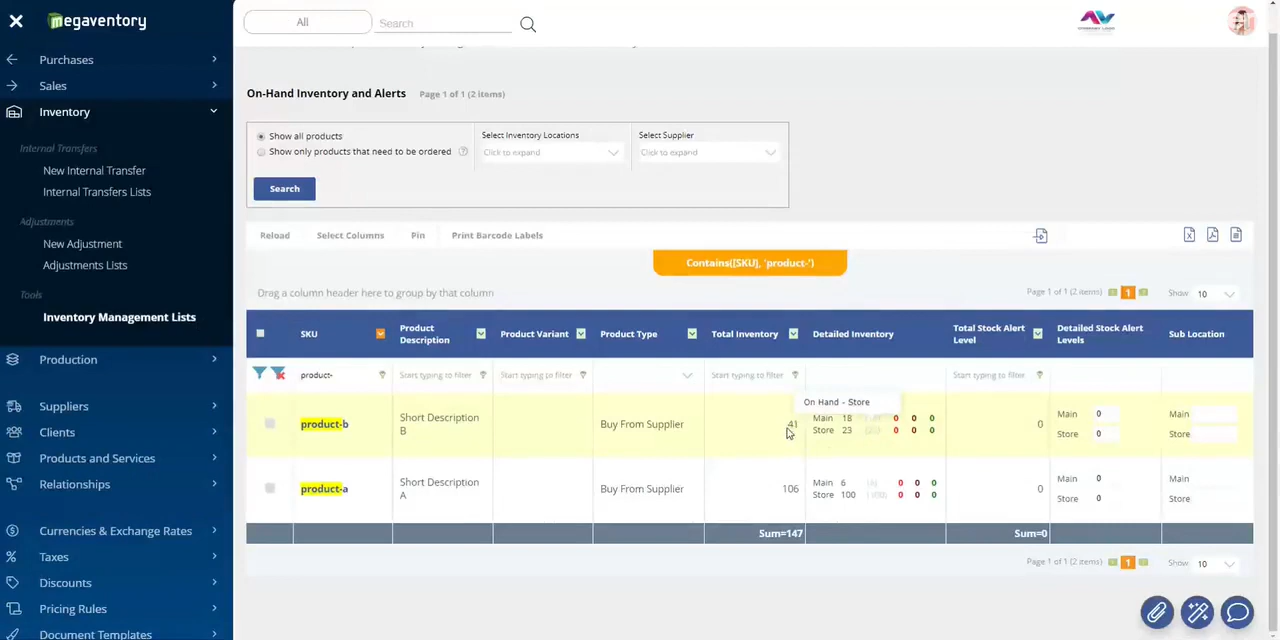 megaventory
All
Search
Purchases
Sales
Inventory
Internal Transfers
New Internal Transfer
Internal Transfers Lists
Adjustments
New Adjustment
Adjustments Lists
Tools
Inventory Management Lists
Production
Suppliers
Clients
Products and Services
Relationships
Currencies & Exchange Rates
Taxes
Discounts
Pricing Rules
Document Templates
On-Hand Inventory and Alerts Page 1 of 1 (2 items)
Show all products
Show only products that need to be ordered
Select Inventory Locations
Click to expand
Select Supplier
Click to expand
Search
Reload Select Columns Pin Print Barcode Labels
Contains([SKU], 'product-')
Drag a column header here to group by that column
Page 1 of 1 (2 items) 1 Show 10
SKU Product Description Product Variant Product Type Total Inventory Detailed Inventory Total Stock Alert Level Detailed Stock Alert Levels Sub Location
product- Start typing to filter Start typing to filter Start typing to filter Start typing to filter
On Hand - Store
product-b Short Description B Buy From Supplier 41 Main 18 0 0 0 0 Main 0 Main
Store 23 0 0 0 Store 0 Store
product-a Short Description A Buy From Supplier 106 Main 6 0 0 0 0 Main 0 Main
Store 100 (100) 0 0 0 Store 0 Store
Sum=147 Sum=0
Page 1 of 1 (2 items) 1 Show 10